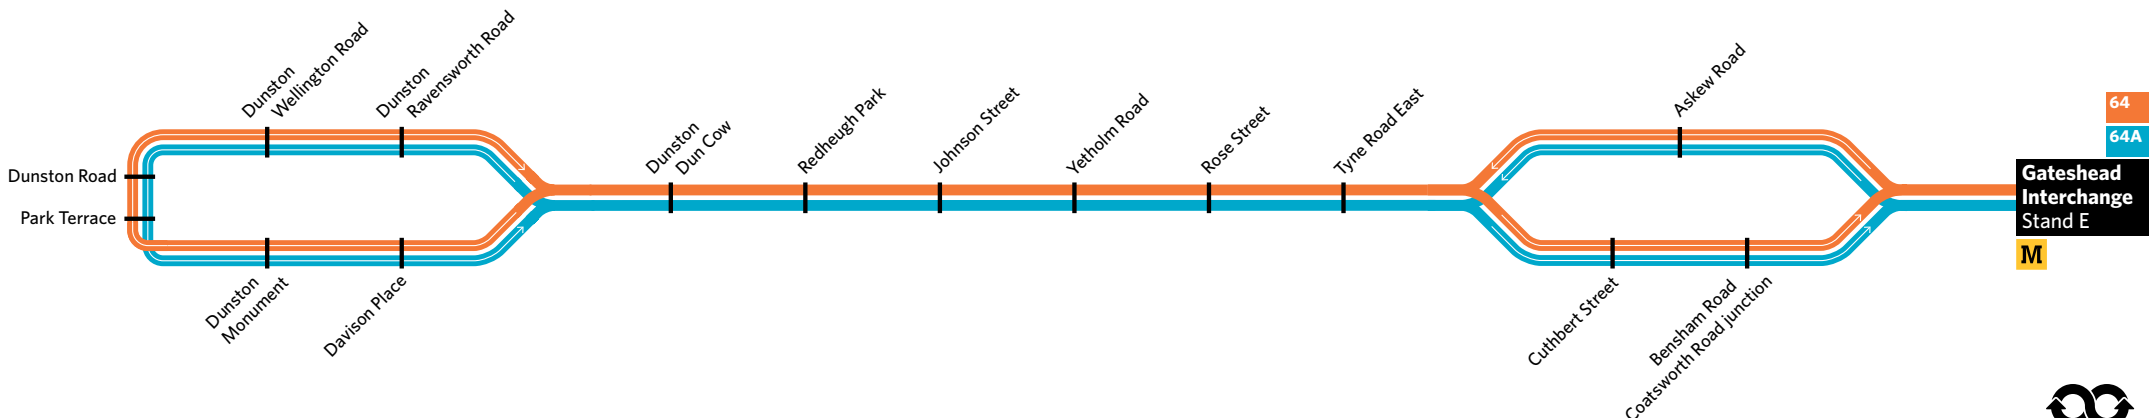 Dunston Road
Park Terrace
Dunston
Wellington Road
Dunston
Ravensworth Road
Dunston
Monument
Davison Place
Dunston
Dun Cow
Redheugh Park
Johnson Street
Yetholm Road
Rose Street
Tyne Road East
Askew Road
Cuthbert Street
Bensham Road
Coatsworth Road junction
64
64A
Gateshead
Interchange
Stand E
M